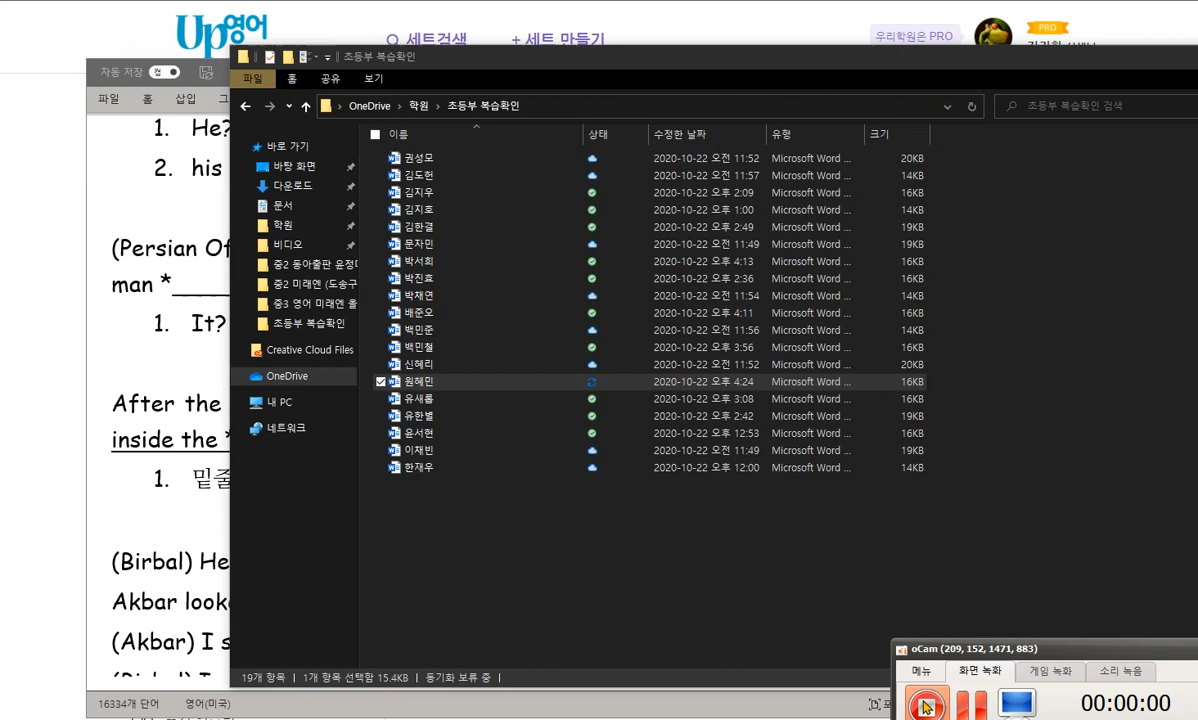 Up영어
세트검색
+ 세트 만들기
우리학원은 PRO
PRO
자동 저장
파일 홈 삽입 그
초등부 복습확인
파일 홈 공유 보기
OneDrive › 학원 › 초등부 복습확인
초등부 복습확인 검색
바로 가기
바탕 화면
다운로드
문서
학원
비디오
중2 동아출판 윤정미
중2 미래엔 (도송구
중3 영어 미래엔 올
초등부 복습확인
Creative Cloud Files
OneDrive
내 PC
네트워크
이름 상태 수정한 날짜 유형 크기
권성모 2020-10-22 오전 11:52 Microsoft Word ... 20KB
김도헌 2020-10-22 오전 11:57 Microsoft Word ... 14KB
김지우 2020-10-22 오후 2:09 Microsoft Word ... 16KB
김지호 2020-10-22 오후 1:00 Microsoft Word ... 14KB
김한결 2020-10-22 오후 2:49 Microsoft Word ... 19KB
문자민 2020-10-22 오전 11:49 Microsoft Word ... 19KB
박서희 2020-10-22 오후 4:13 Microsoft Word ... 16KB
박진효 2020-10-22 오후 2:36 Microsoft Word ... 16KB
박재연 2020-10-22 오전 11:54 Microsoft Word ... 14KB
배준오 2020-10-22 오후 4:11 Microsoft Word ... 16KB
백민준 2020-10-22 오전 11:56 Microsoft Word ... 14KB
백민철 2020-10-22 오후 3:56 Microsoft Word ... 16KB
신혜리 2020-10-22 오전 11:52 Microsoft Word ... 20KB
원혜민 2020-10-22 오후 4:24 Microsoft Word ... 16KB
유새롬 2020-10-22 오후 3:08 Microsoft Word ... 16KB
유한별 2020-10-22 오후 2:42 Microsoft Word ... 19KB
윤서현 2020-10-22 오후 12:53 Microsoft Word ... 16KB
이채빈 2020-10-22 오전 11:49 Microsoft Word ... 19KB
한재우 2020-10-22 오후 12:00 Microsoft Word ... 14KB
19개 항목 1개 항목 선택함 15.4KB 동기화 보류 중
1. He?
2. his
(Persian Of
man *____
1. It?
After the
inside the *
1. 밑줄
(Birbal) He
Akbar look
(Akbar) I s
16334개 단어 영어(미국)
oCam (209, 152, 1471, 883)
메뉴 화면 녹화 게임 녹화 소리 녹음
00:00:00